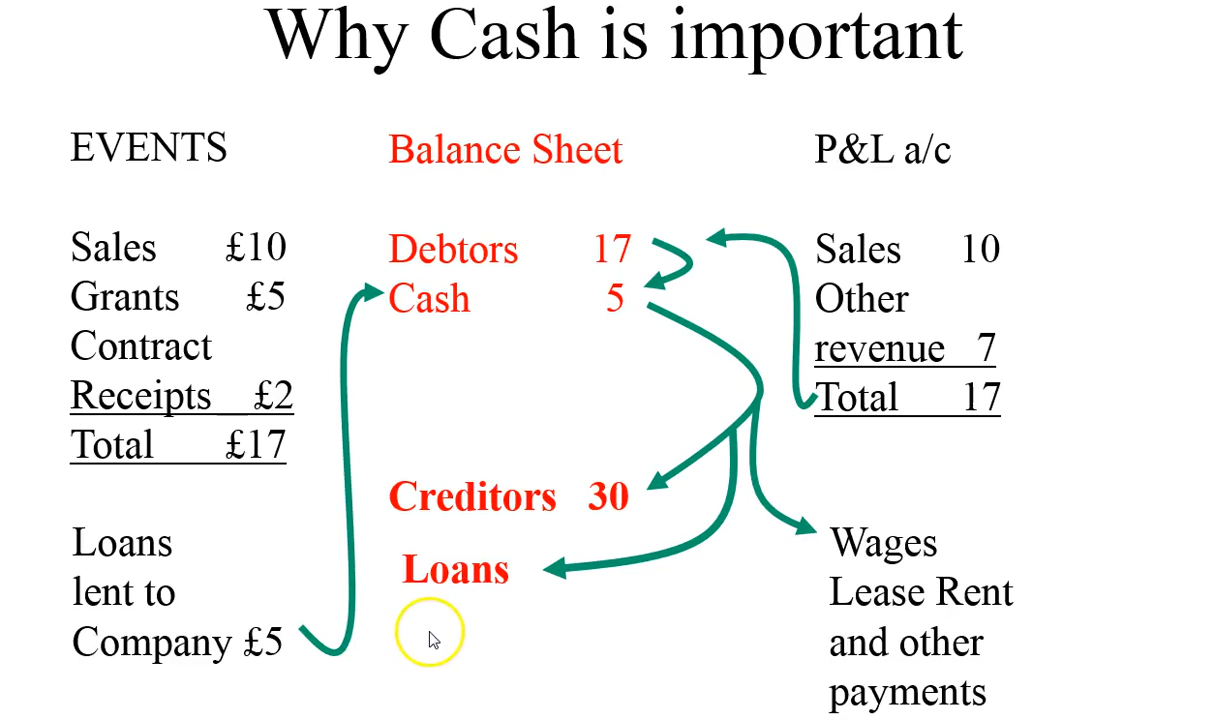 Why Cash is important
EVENTS
Sales £10
Grants £5
Contract
Receipts £2
Total £17
Loans
lent to
Company £5
Balance Sheet
Debtors 17
Cash 5
Creditors 30
Loans
P&L a/c
Sales 10
Other
revenue 7
Total 17
Wages
Lease Rent
and other
payments